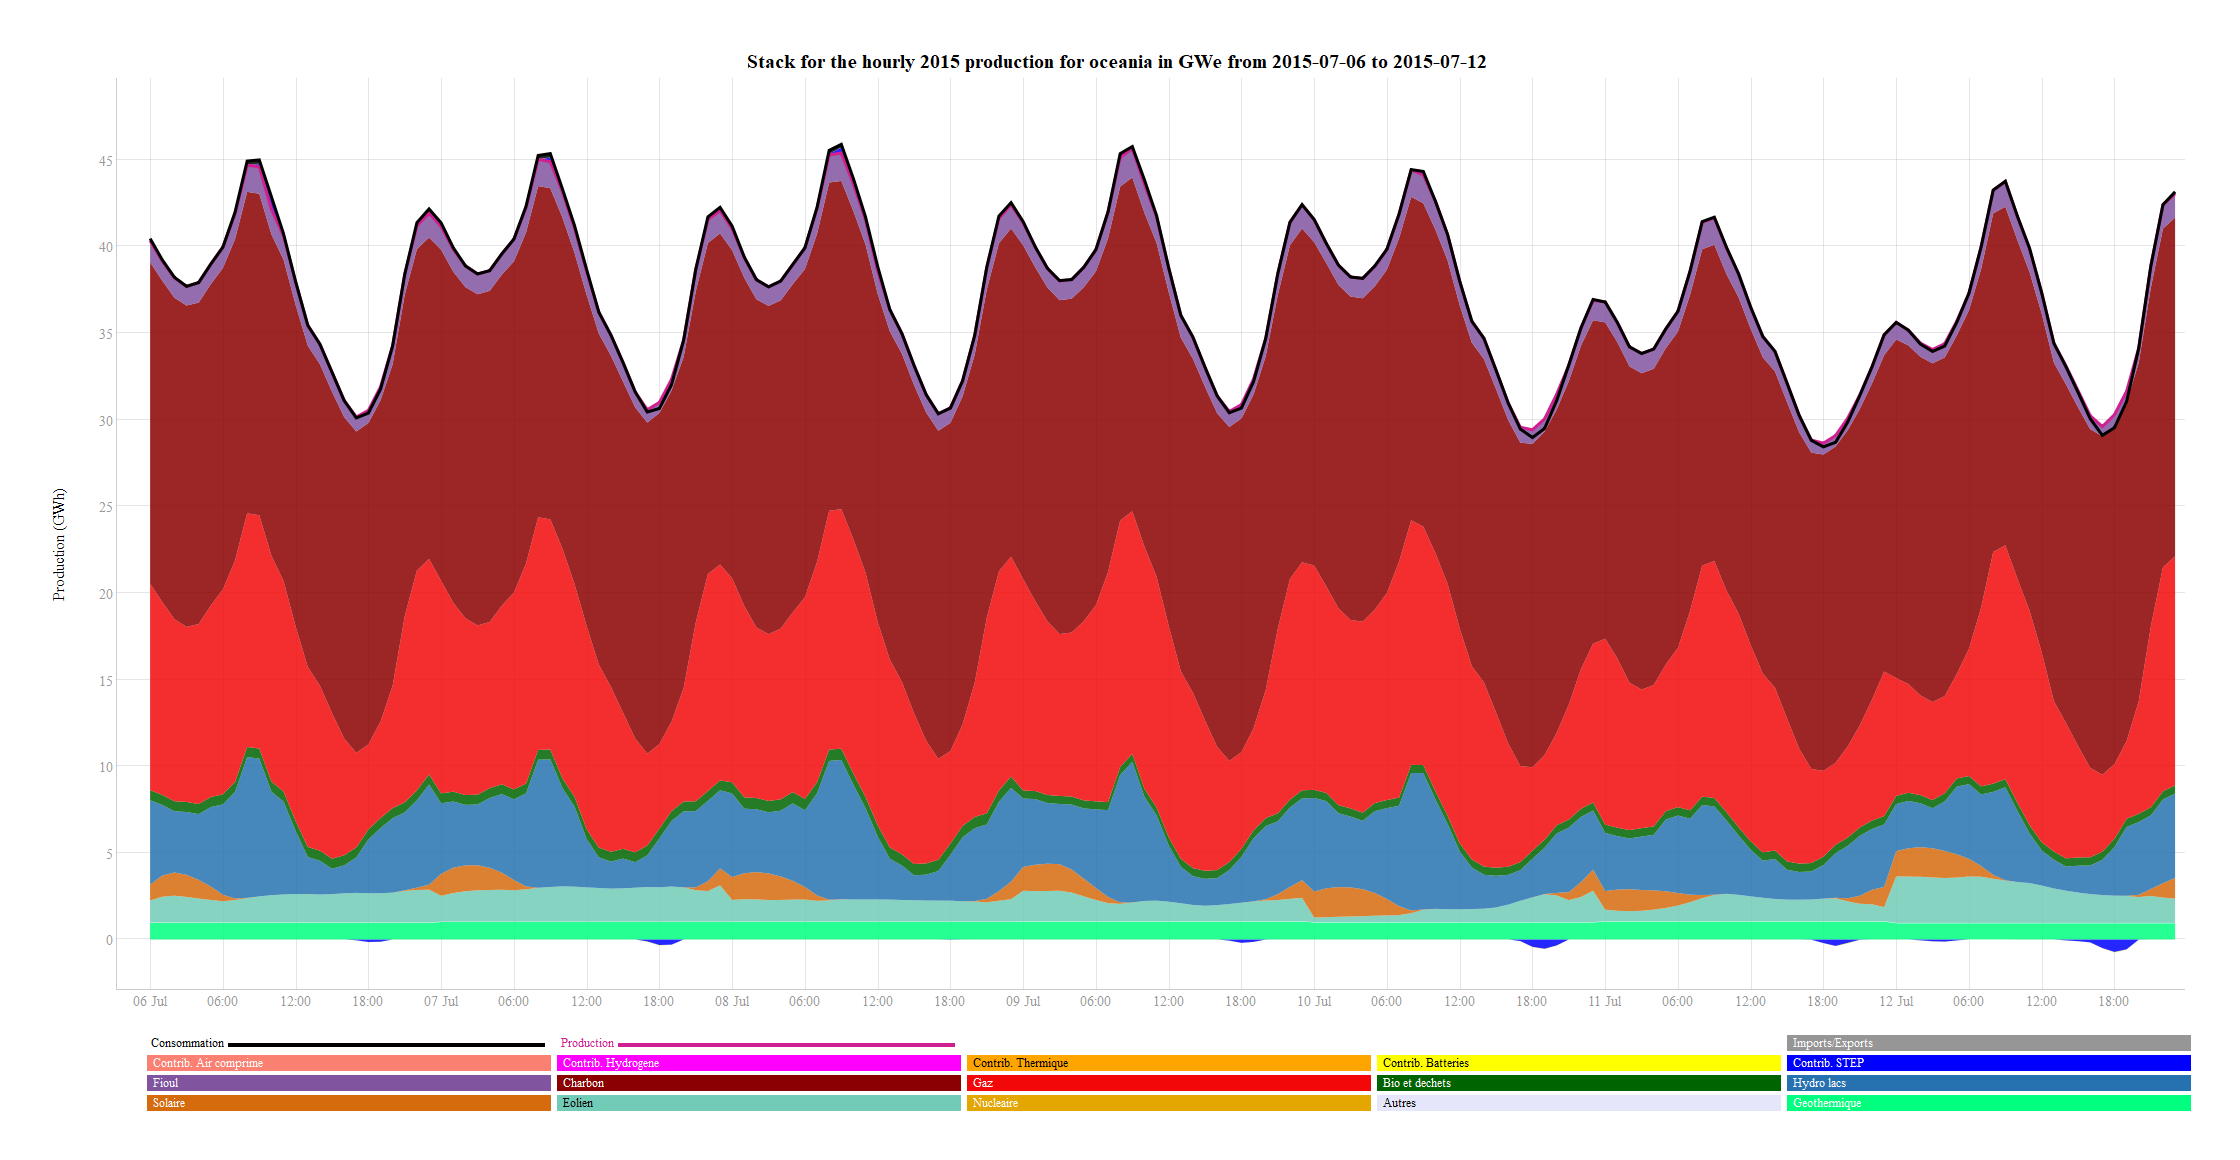 Stack for the hourly 2015 production for oceania in GWe from 2015-07-06 to 2015-07-12
Production (GWh)
45
40
35
30
25
20
15
10
5
0
06 Jul 06:00 12:00 18:00 07 Jul 06:00 12:00 18:00 08 Jul 06:00 12:00 18:00 09 Jul 06:00 12:00 18:00 10 Jul 06:00 12:00 18:00 11 Jul 06:00 12:00 18:00 12 Jul 06:00 12:00 18:00
Consommation Production Imports/Exports
Contrib. Air comprime Contrib. Hydrogene Contrib. Thermique Contrib. Batteries Contrib. STEP
Fioul Charbon Gaz Bio et dechets Hydro lacs
Solaire Eolien Nucleaire Autres Geothermique